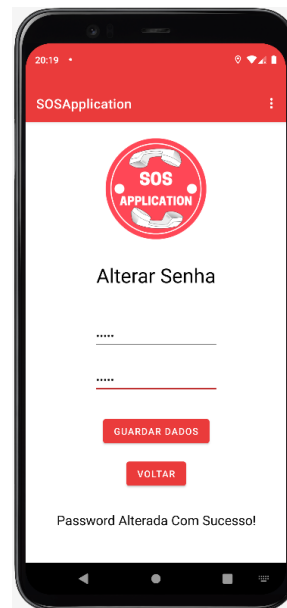 20:19
SOSApplication
SOS
APPLICATION
Alterar Senha
•••••
•••••
GUARDAR DADOS
VOLTAR
Password Alterada Com Sucesso!